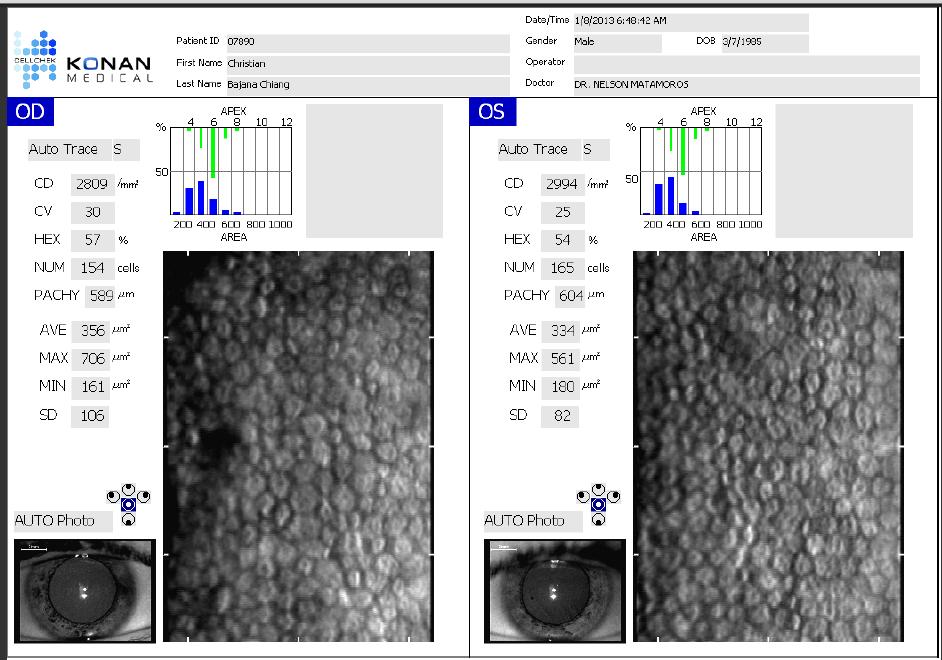 Date/Time 1/8/2013 6:48:42 AM
Patient ID 07890 Gender Male DOB 3/7/1985
First Name Christian Operator
Last Name Bajana Chiang Doctor DR. NELSON MATAMOROS
CELLCHEK KONAN
MEDICAL
OD
APEX
% 4 6 8 10 12
50
200 400 600 800 1000
AREA
Auto Trace S
CD 2809 /mm²
CV 30
HEX 57 %
NUM 154 cells
PACHY 589 μm
AVE 356 μm²
MAX 706 μm²
MIN 161 μm²
SD 106
AUTO Photo
OS
APEX
% 4 6 8 10 12
50
200 400 600 800 1000
AREA
Auto Trace S
CD 2994 /mm²
CV 25
HEX 54 %
NUM 165 cells
PACHY 604 μm
AVE 334 μm²
MAX 561 μm²
MIN 180 μm²
SD 82
AUTO Photo